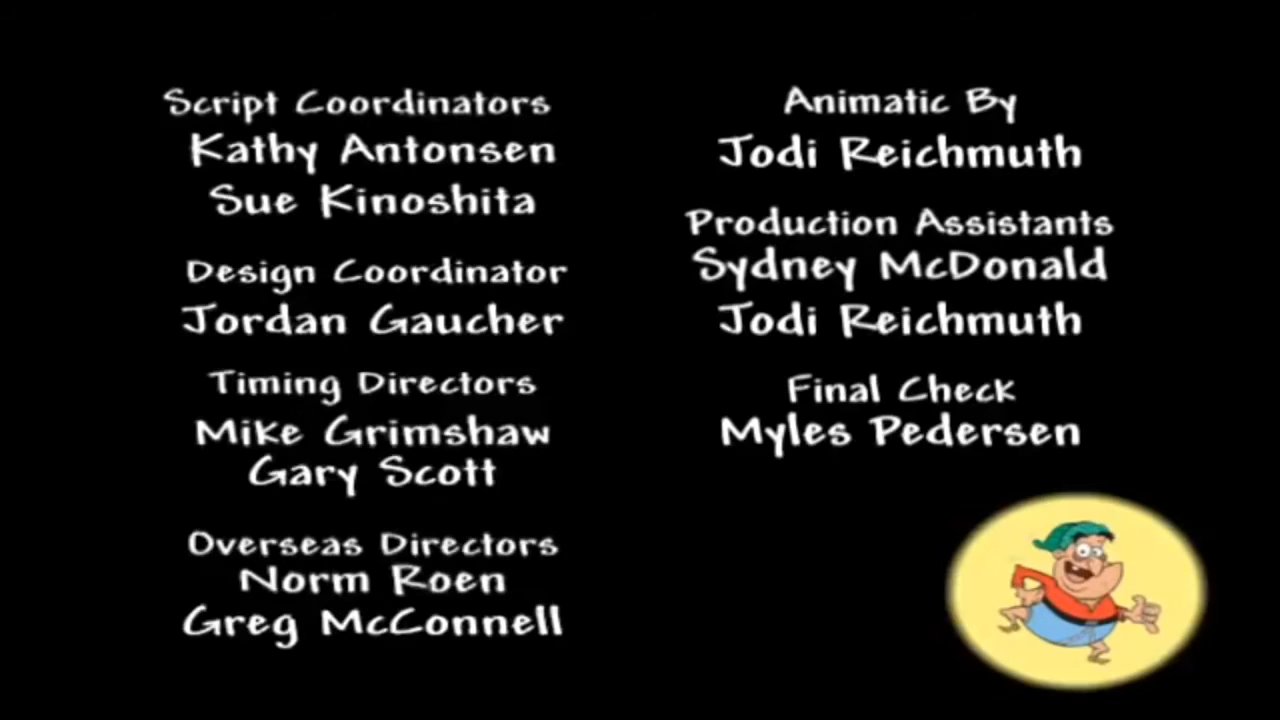 Script Coordinators
Kathy Antonsen
Sue Kinoshita
Design Coordinator
Jordan Gaucher
Timing Directors
Mike Grimshaw
Gary Scott
Overseas Directors
Norm Roen
Greg McConnell
Animatic By
Jodi Reichmuth
Production Assistants
Sydney McDonald
Jodi Reichmuth
Final Check
Myles Pedersen